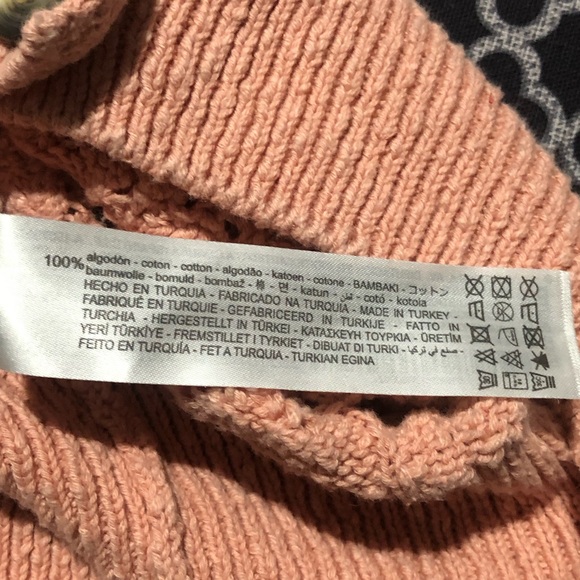 100% algodón - coton - cotton - algodão - katoen - cotone - BAMBAKI - コットン
baumwolle - bomuld - bombaž - 棉 - 면 - katun - قطن - cotó - kotoia
HECHO EN TURQUIA - FABRICADO NA TURQUIA - MADE IN TURKEY -
FABRIQUÉ EN TURQUIE - GEFABRICEERD IN TURKIJE - FATTO IN
TURCHIA - HERGESTELLT IN TÜRKEI - ΚΑΤΑΣΚΕΥΗ ΤΟΥΡΚΙΑ - ÜRETİM
YERİ TÜRKİYE - FREMSTILLET I TYRKIET - DIBUAT DI TURKI - صنع في تركيا -
FEITO EN TURQUÍA - FET A TURQUIA - TURKIAN EGINA